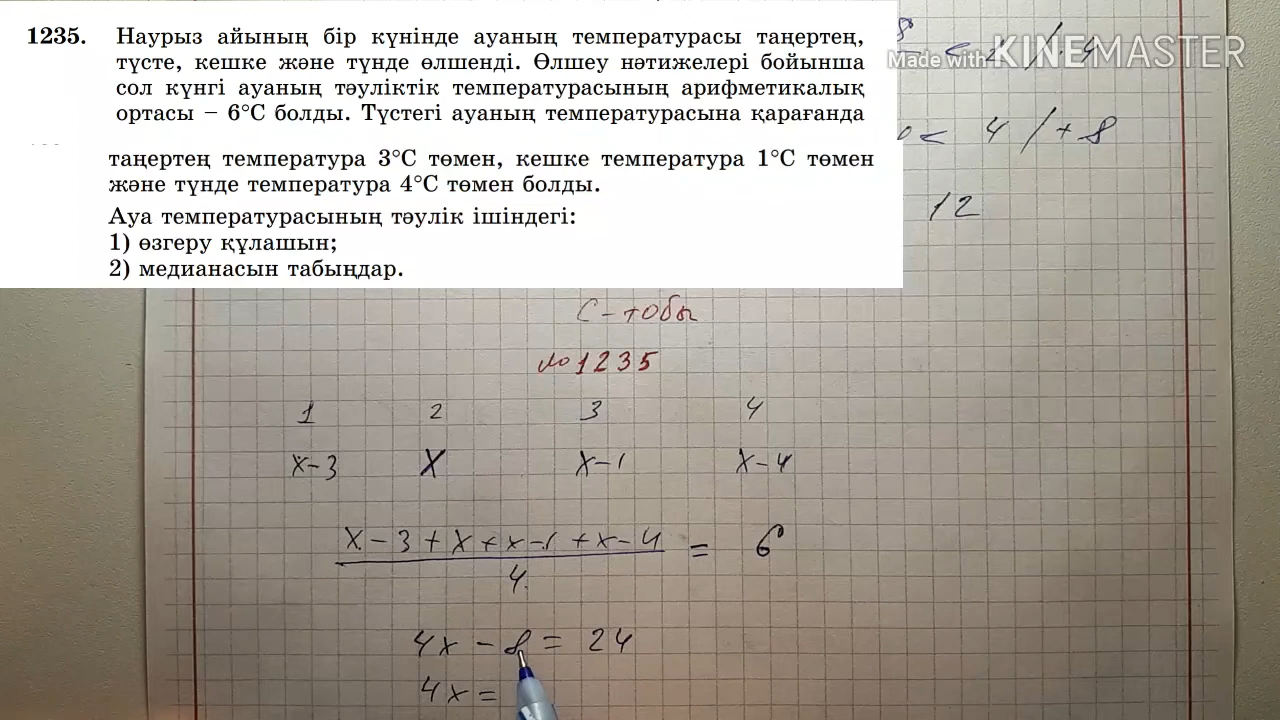 1235. Наурыз айының бір күнінде ауаның температурасы таңертең,
түсте, кешке және түнде өлшенді. Өлшеу нәтижелері бойынша
сол күнгі ауаның тәуліктік температурасының арифметикалық
ортасы – 6°C болды. Түстегі ауаның температурасына қарағанда
таңертең температура 3°C төмен, кешке температура 1°C төмен
және түнде температура 4°C төмен болды.
Ауа температурасының тәулік ішіндегі:
1) өзгеру құлашын;
2) медианасын табыңдар.
Made with KINEMASTER
< 4 / + 8
12
С-тобы
№1235
1 2 3 4
x-3 x x-1 x-4
x-3+x+x-1+x-4 = 6
4
4x - 8 = 24
4x =